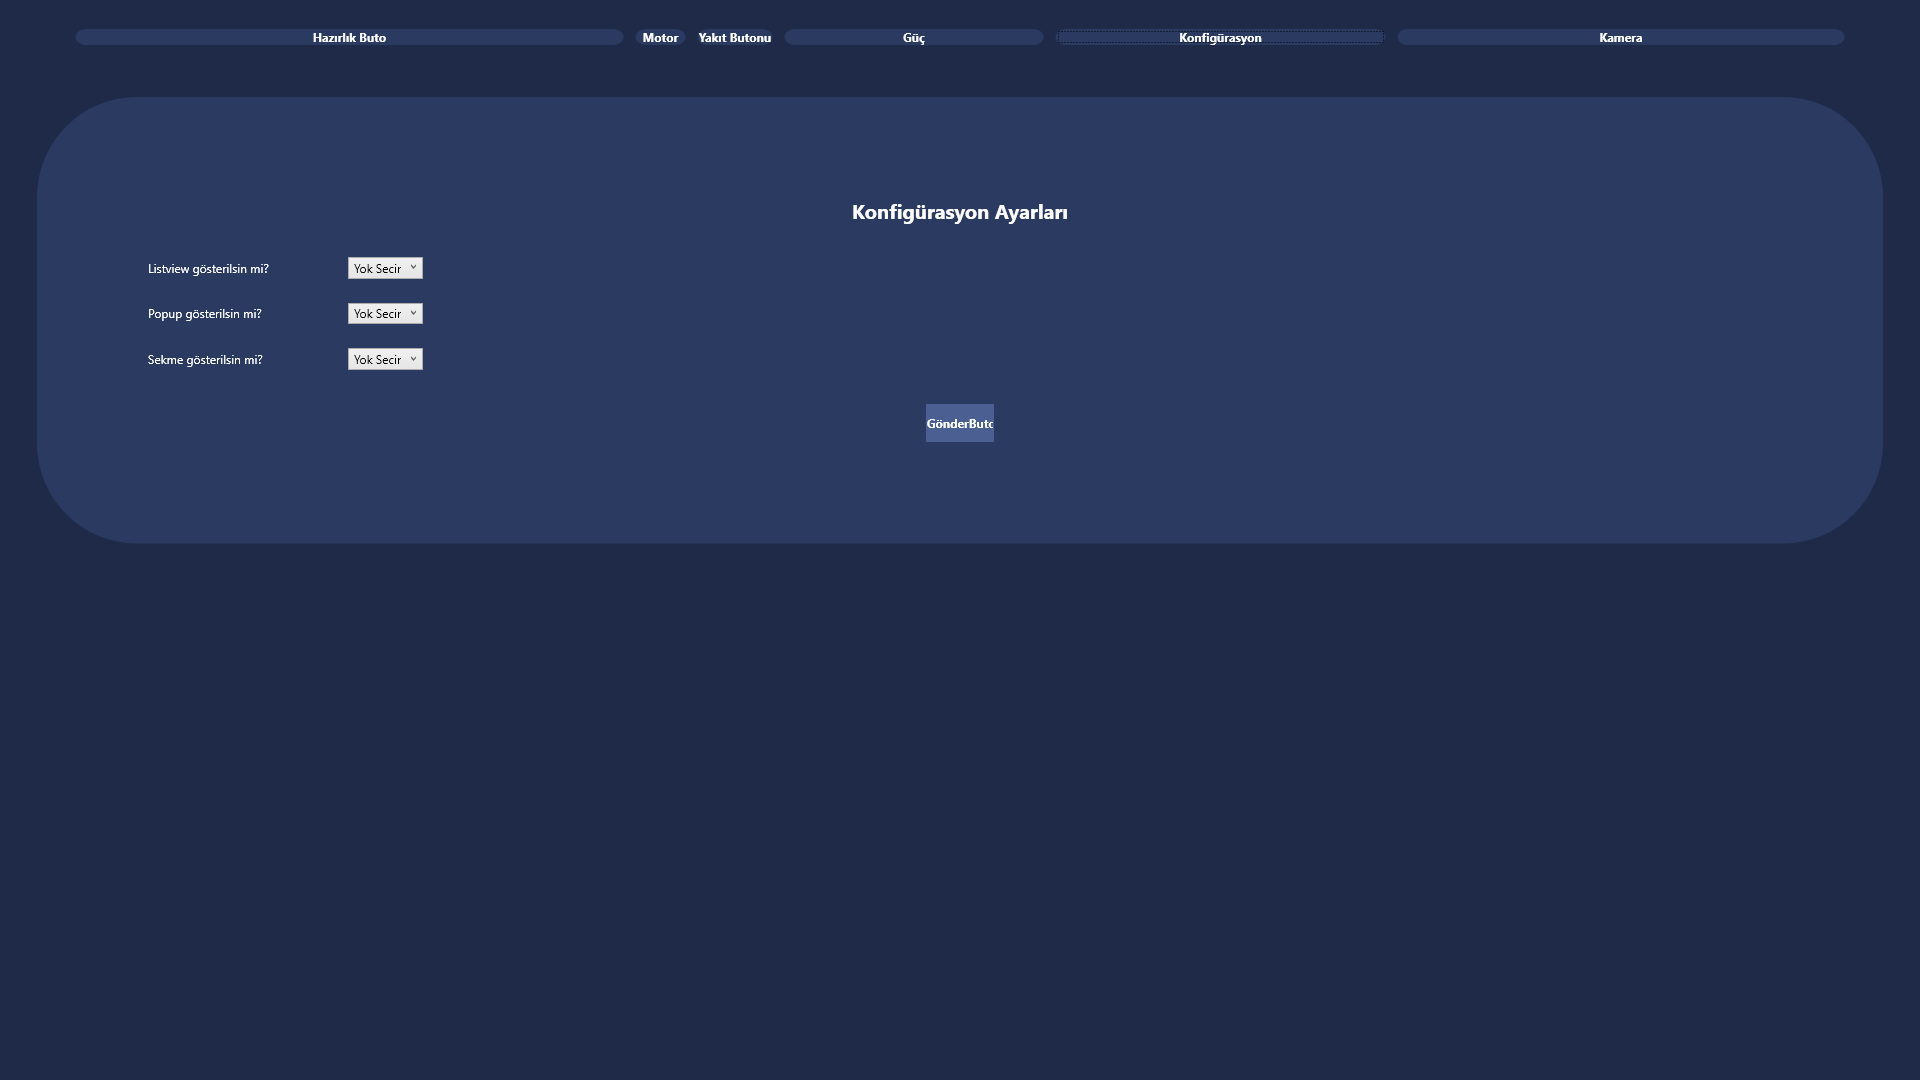 Hazırlık Buto
Motor
Yakıt Butonu
Güç
Konfigürasyon
Kamera
Konfigürasyon Ayarları
Listview gösterilsin mi?
Yok Secir
Popup gösterilsin mi?
Yok Secir
Sekme gösterilsin mi?
Yok Secir
GönderButo